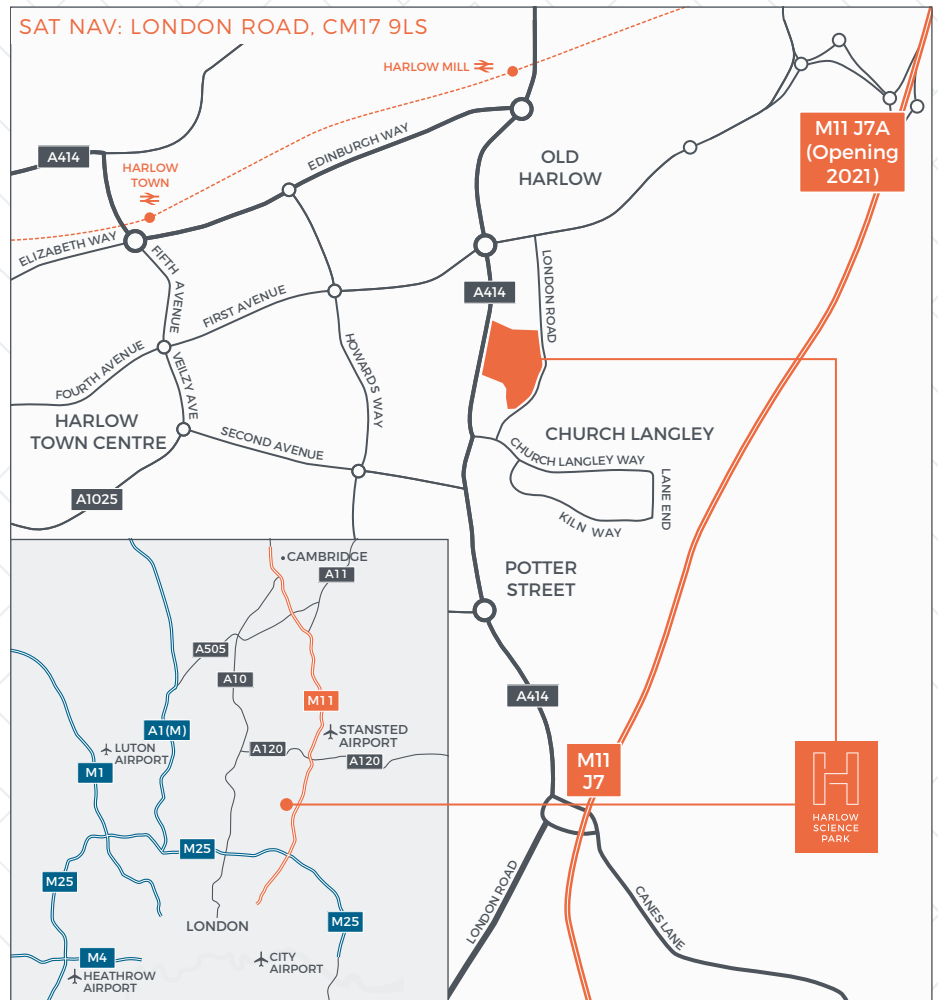 SAT NAV: LONDON ROAD, CM17 9LS
HARLOW MILL
A414
EDINBURGH WAY
HARLOW
TOWN
OLD
HARLOW
M11 J7A
(Opening
2021)
ELIZABETH WAY
FIFTH AVENUE
LONDON ROAD
A414
FIRST AVENUE
FOURTH AVENUE
VEILZY AVE
HOWARDS WAY
HARLOW
TOWN CENTRE
SECOND AVENUE
CHURCH LANGLEY
CHURCH LANGLEY WAY
LANE END
KILN WAY
A1025
POTTER
STREET
A414
M11
J7
HARLOW
SCIENCE
PARK
LONDON ROAD
CANES LANE
CAMBRIDGE
A11
A505
A10
M11
A1(M)
STANSTED
AIRPORT
LUTON
AIRPORT
A120
A120
M1
M25
M25
M25
LONDON
M4
HEATHROW
AIRPORT
CITY
AIRPORT